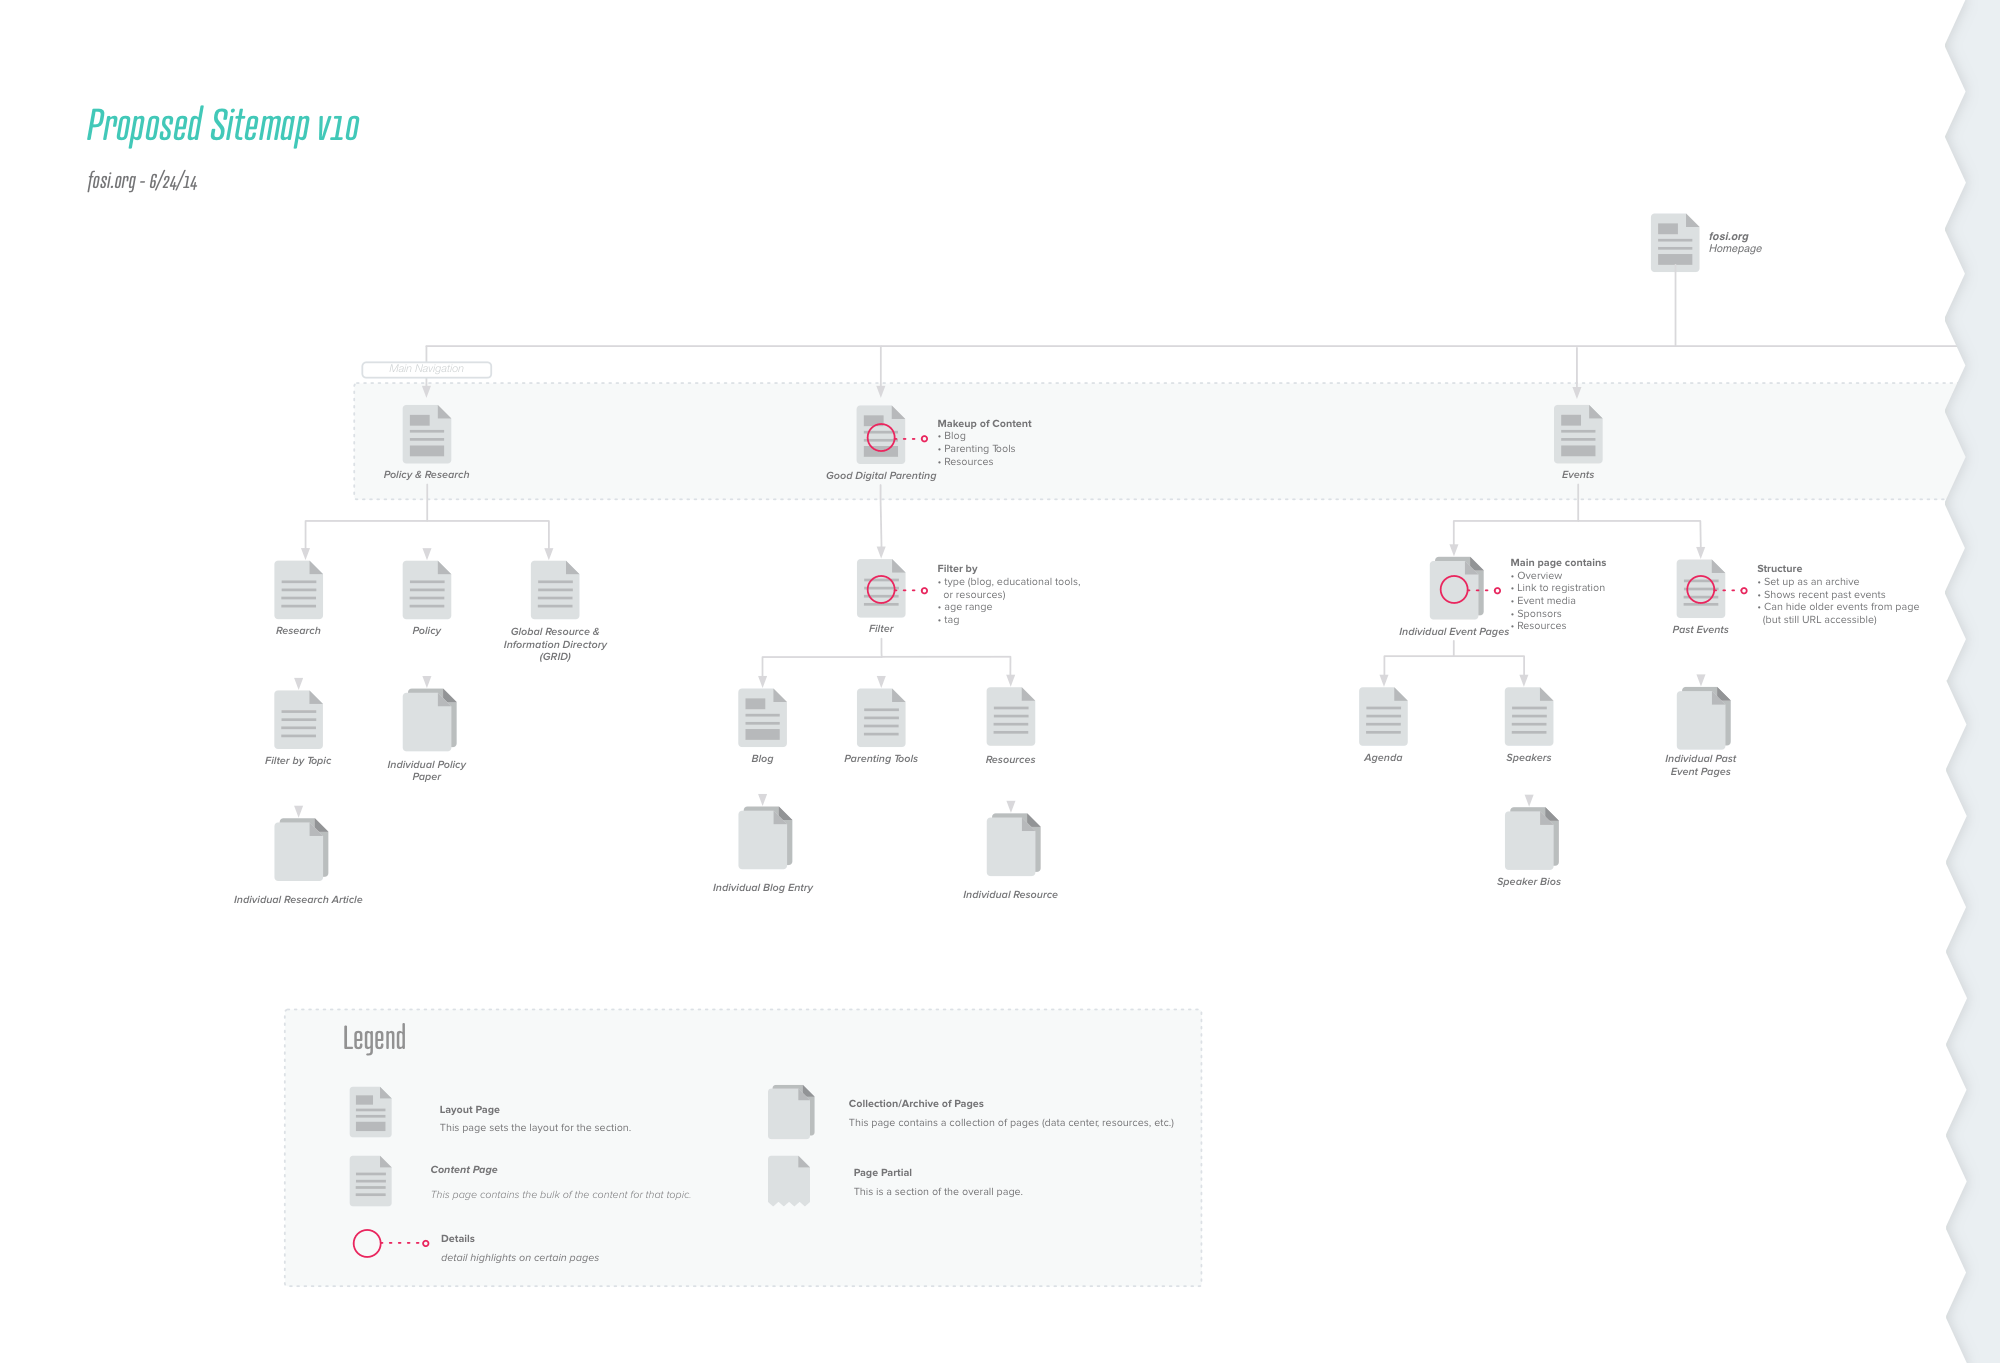 Proposed Sitemap v10
fosi.org - 6/24/14
fosi.org
Homepage
Main Navigation
Policy & Research
Good Digital Parenting
Makeup of Content
• Blog
• Parenting Tools
• Resources
Events
Research
Policy
Global Resource &
Information Directory
(GRID)
Filter
Filter by
• type (blog, educational tools,
or resources)
• age range
• tag
Individual Event Pages
Main page contains
• Overview
• Link to registration
• Event media
• Sponsors
• Resources
Past Events
Structure
• Set up as an archive
• Shows recent past events
• Can hide older events from page
(but still URL accessible)
Filter by Topic
Individual Policy
Paper
Blog
Parenting Tools
Resources
Agenda
Speakers
Individual Past
Event Pages
Individual Research Article
Individual Blog Entry
Individual Resource
Speaker Bios
Legend
Layout Page
This page sets the layout for the section.
Collection/Archive of Pages
This page contains a collection of pages (data center, resources, etc.)
Content Page
This page contains the bulk of the content for that topic.
Page Partial
This is a section of the overall page.
Details
detail highlights on certain pages